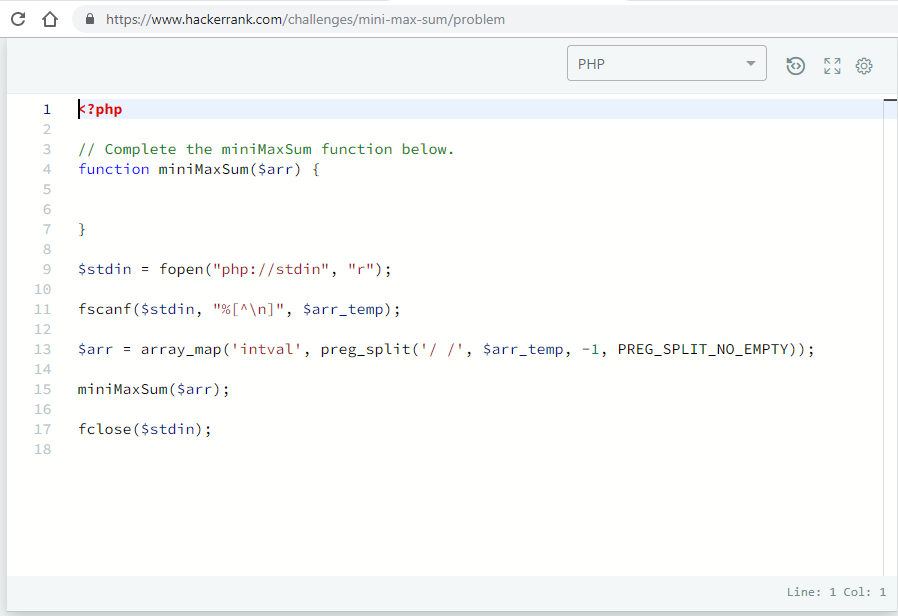 https://www.hackerrank.com/challenges/mini-max-sum/problem
PHP
1 <?php
2
3 // Complete the miniMaxSum function below.
4 function miniMaxSum($arr) {
5
6
7 }
8
9 $stdin = fopen("php://stdin", "r");
10
11 fscanf($stdin, "%[^\n]", $arr_temp);
12
13 $arr = array_map('intval', preg_split('/ /', $arr_temp, -1, PREG_SPLIT_NO_EMPTY));
14
15 miniMaxSum($arr);
16
17 fclose($stdin);
18
Line: 1 Col: 1